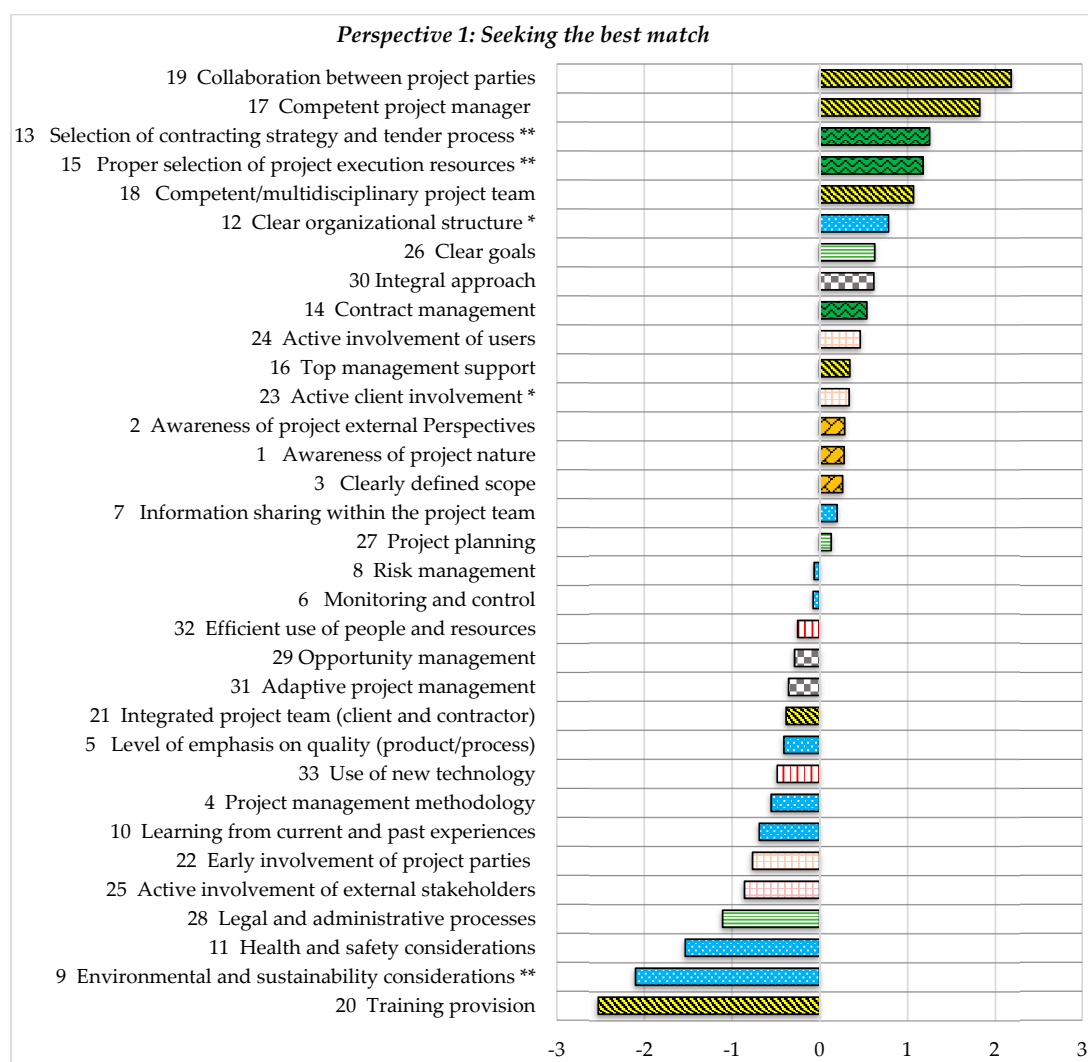 Perspective 1: Seeking the best match
19 Collaboration between project parties
17 Competent project manager
13 Selection of contracting strategy and tender process **
15 Proper selection of project execution resources **
18 Competent/multidisciplinary project team
12 Clear organizational structure *
26 Clear goals
30 Integral approach
14 Contract management
24 Active involvement of users
16 Top management support
23 Active client involvement *
2 Awareness of project external Perspectives
1 Awareness of project nature
3 Clearly defined scope
7 Information sharing within the project team
27 Project planning
8 Risk management
6 Monitoring and control
32 Efficient use of people and resources
29 Opportunity management
31 Adaptive project management
21 Integrated project team (client and contractor)
5 Level of emphasis on quality (product/process)
33 Use of new technology
4 Project management methodology
10 Learning from current and past experiences
22 Early involvement of project parties
25 Active involvement of external stakeholders
28 Legal and administrative processes
11 Health and safety considerations
9 Environmental and sustainability considerations **
20 Training provision
-3 -2 -1 0 1 2 3